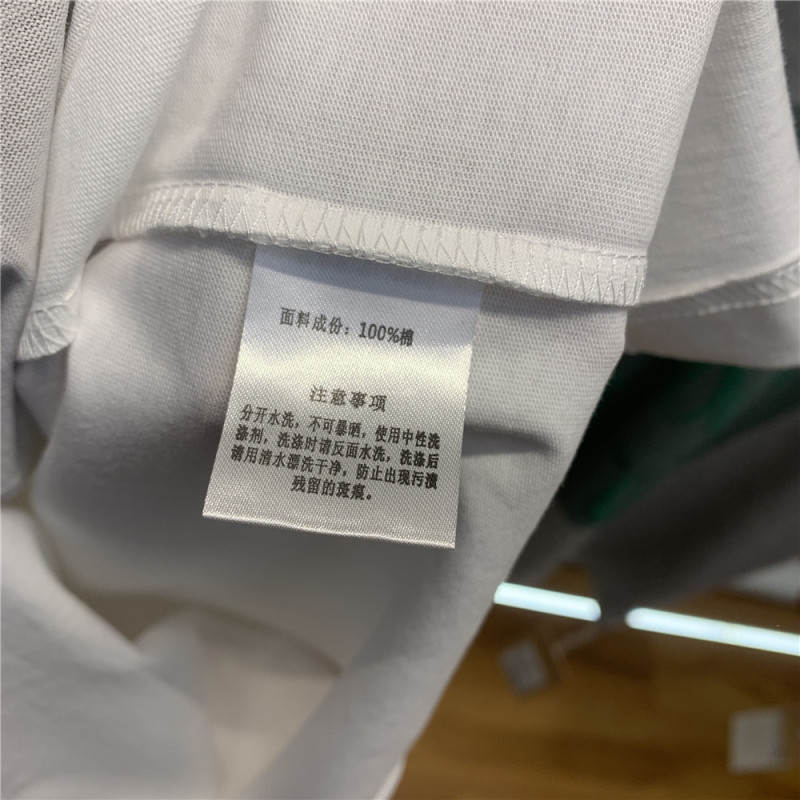 面料成份：100%棉
注意事项
分开水洗，不可暴晒，使用中性洗
涤剂，洗涤时请反面水洗，洗涤后
请用清水漂洗干净，防止出现污渍
残留的斑痕。